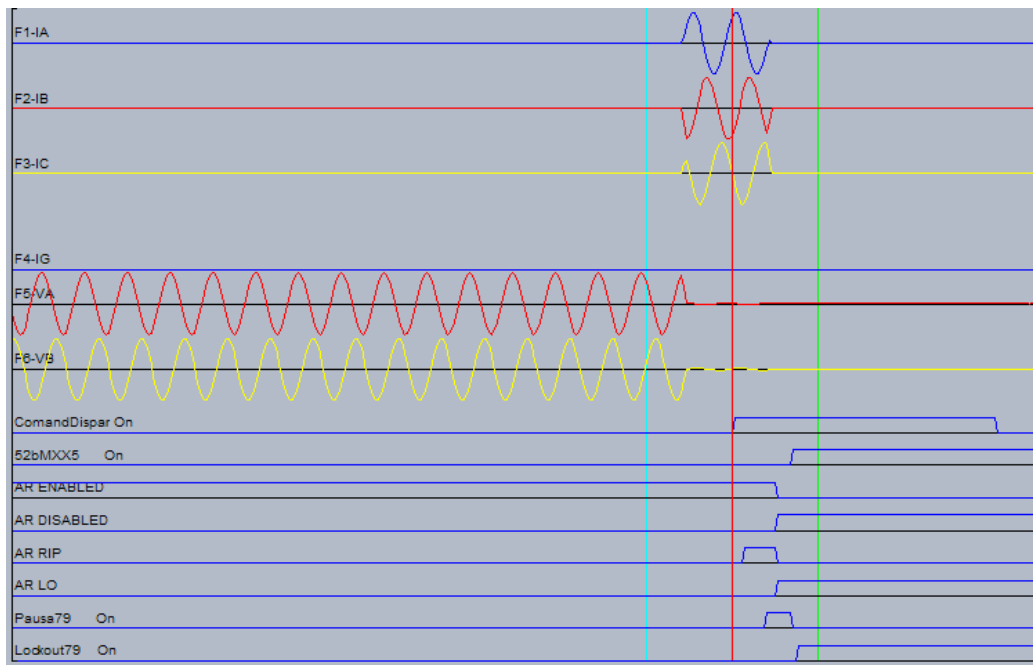 F1-IA
F2-IB
F3-IC
F4-IG
F5-VA
F6-VB
ComandDispar On
52bMXX5 On
AR ENABLED
AR DISABLED
AR RIP
AR LO
Pausa79 On
Lockout79 On